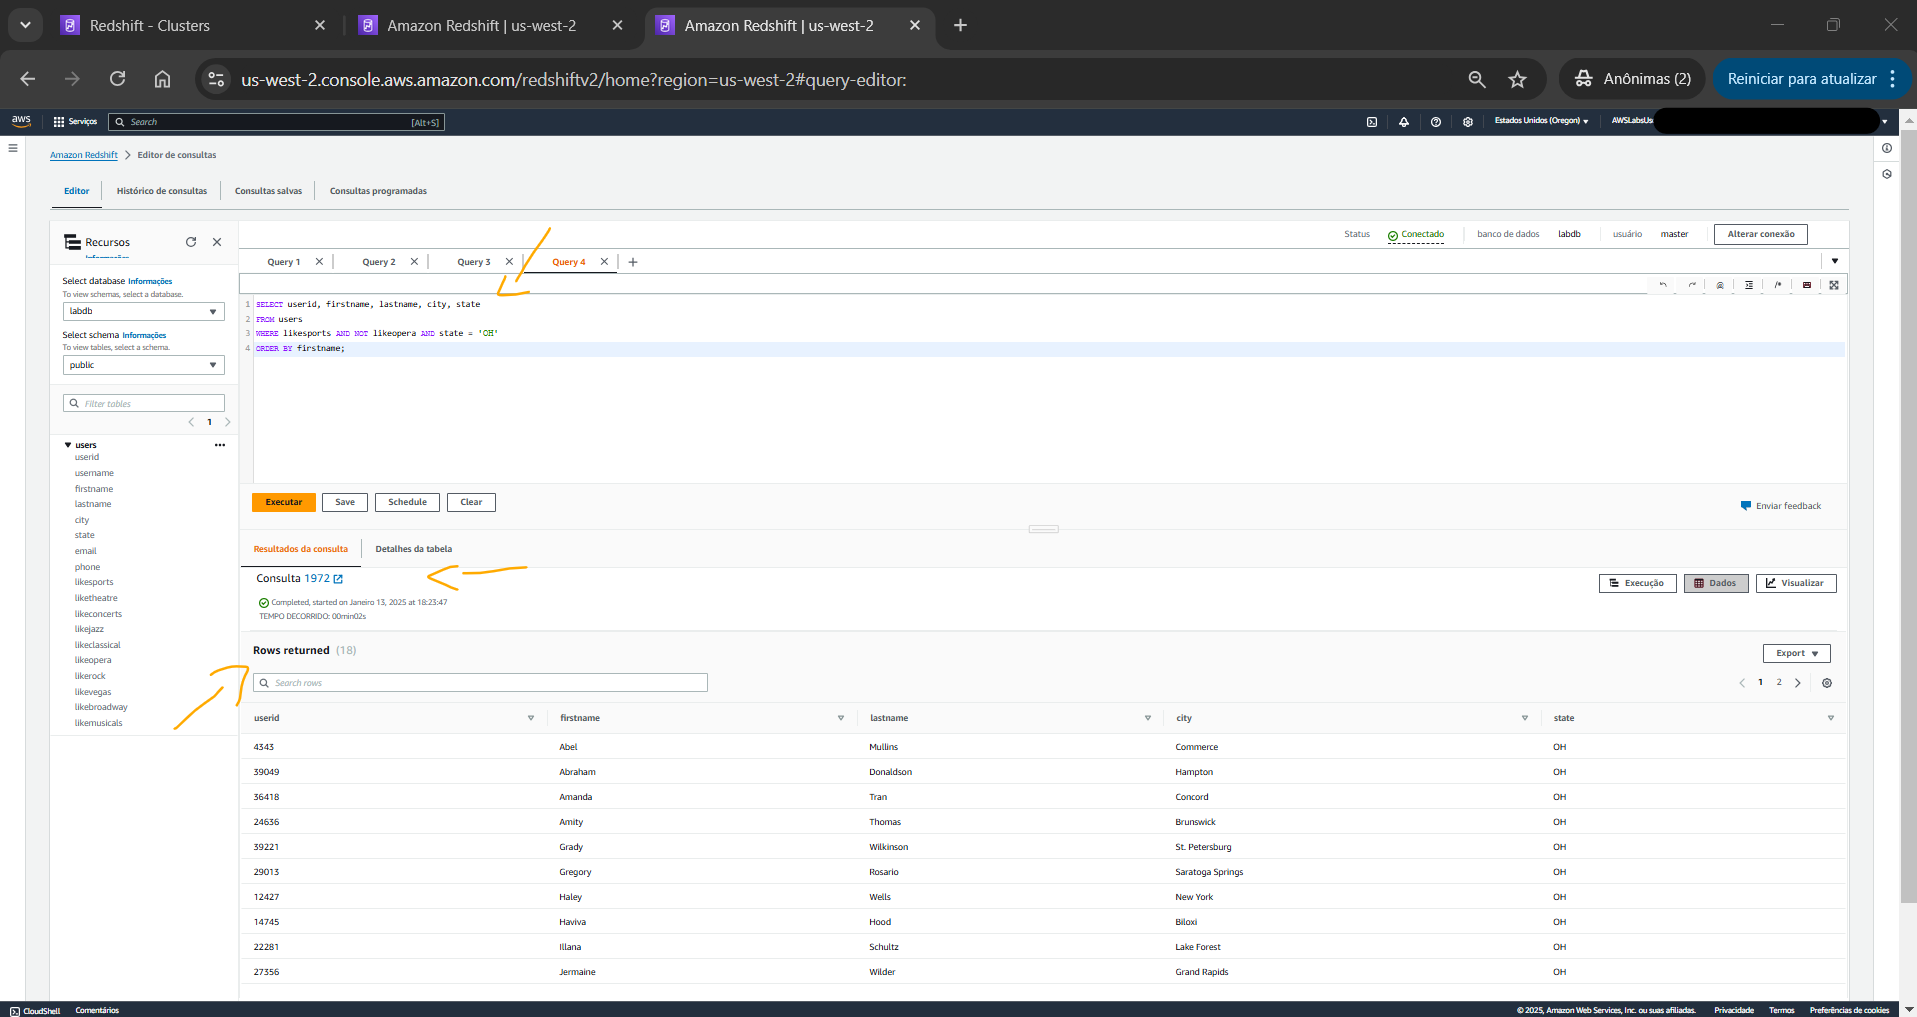 Redshift - Clusters
Amazon Redshift | us-west-2
Amazon Redshift | us-west-2
us-west-2.console.aws.amazon.com/redshiftv2/home?region=us-west-2#query-editor:
Anônimas (2)
Reiniciar para atualizar
aws
Serviços
Search
[Alt+S]
Estados Unidos (Oregon)
AWSLabsUs
Amazon Redshift
Editor de consultas
Editor
Histórico de consultas
Consultas salvas
Consultas programadas
Recursos
Informações
Select database Informações
To view schemas, select a database.
labdb
Select schema Informações
To view tables, select a schema.
public
Filter tables
1
users
userid
username
firstname
lastname
city
state
email
phone
likesports
liketheatre
likeconcerts
likejazz
likeclassical
likeopera
likerock
likevegas
likebroadway
likemusicals
Status
Conectado
banco de dados
labdb
usuário
master
Alterar conexão
Query 1
Query 2
Query 3
Query 4
1 SELECT userid, firstname, lastname, city, state
2 FROM users
3 WHERE likesports AND NOT likeopera AND state = 'OH'
4 ORDER BY firstname;
Executar
Save
Schedule
Clear
Enviar feedback
Resultados da consulta
Detalhes da tabela
Consulta 1972
Completed, started on Janeiro 13, 2025 at 18:23:47
TEMPO DECORRIDO: 00min02s
Execução
Dados
Visualizar
Rows returned (18)
Export
Search rows
1 2
userid firstname lastname city state
4343 Abel Mullins Commerce OH
39049 Abraham Donaldson Hampton OH
36418 Amanda Tran Concord OH
24636 Amity Thomas Brunswick OH
39221 Grady Wilkinson St. Petersburg OH
29013 Gregory Rosario Saratoga Springs OH
12427 Haley Wells New York OH
14745 Haviva Hood Biloxi OH
22281 Illana Schultz Lake Forest OH
27356 Jermaine Wilder Grand Rapids OH
CloudShell
Comentários
© 2025, Amazon Web Services, Inc. ou suas afiliadas.
Privacidade
Termos
Preferências de cookies